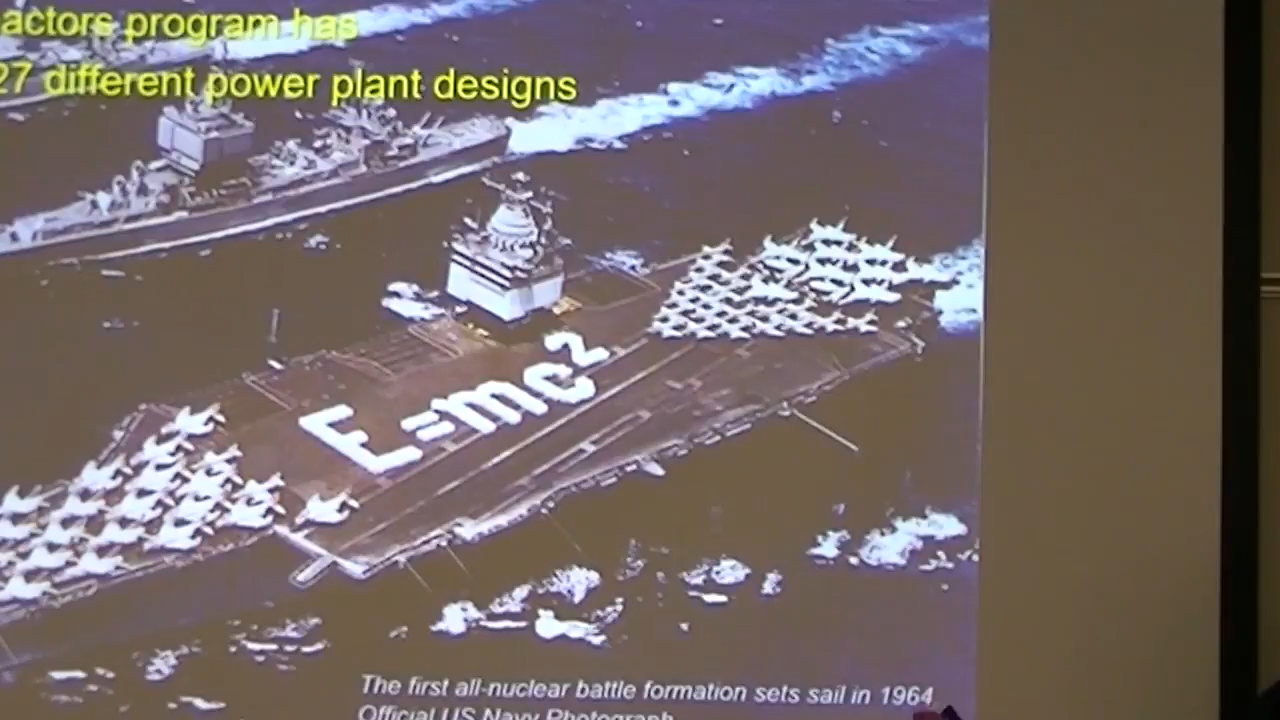 actors program has
27 different power plant designs
E=mc²
The first all-nuclear battle formation sets sail in 1964
Official US Navy Photograph